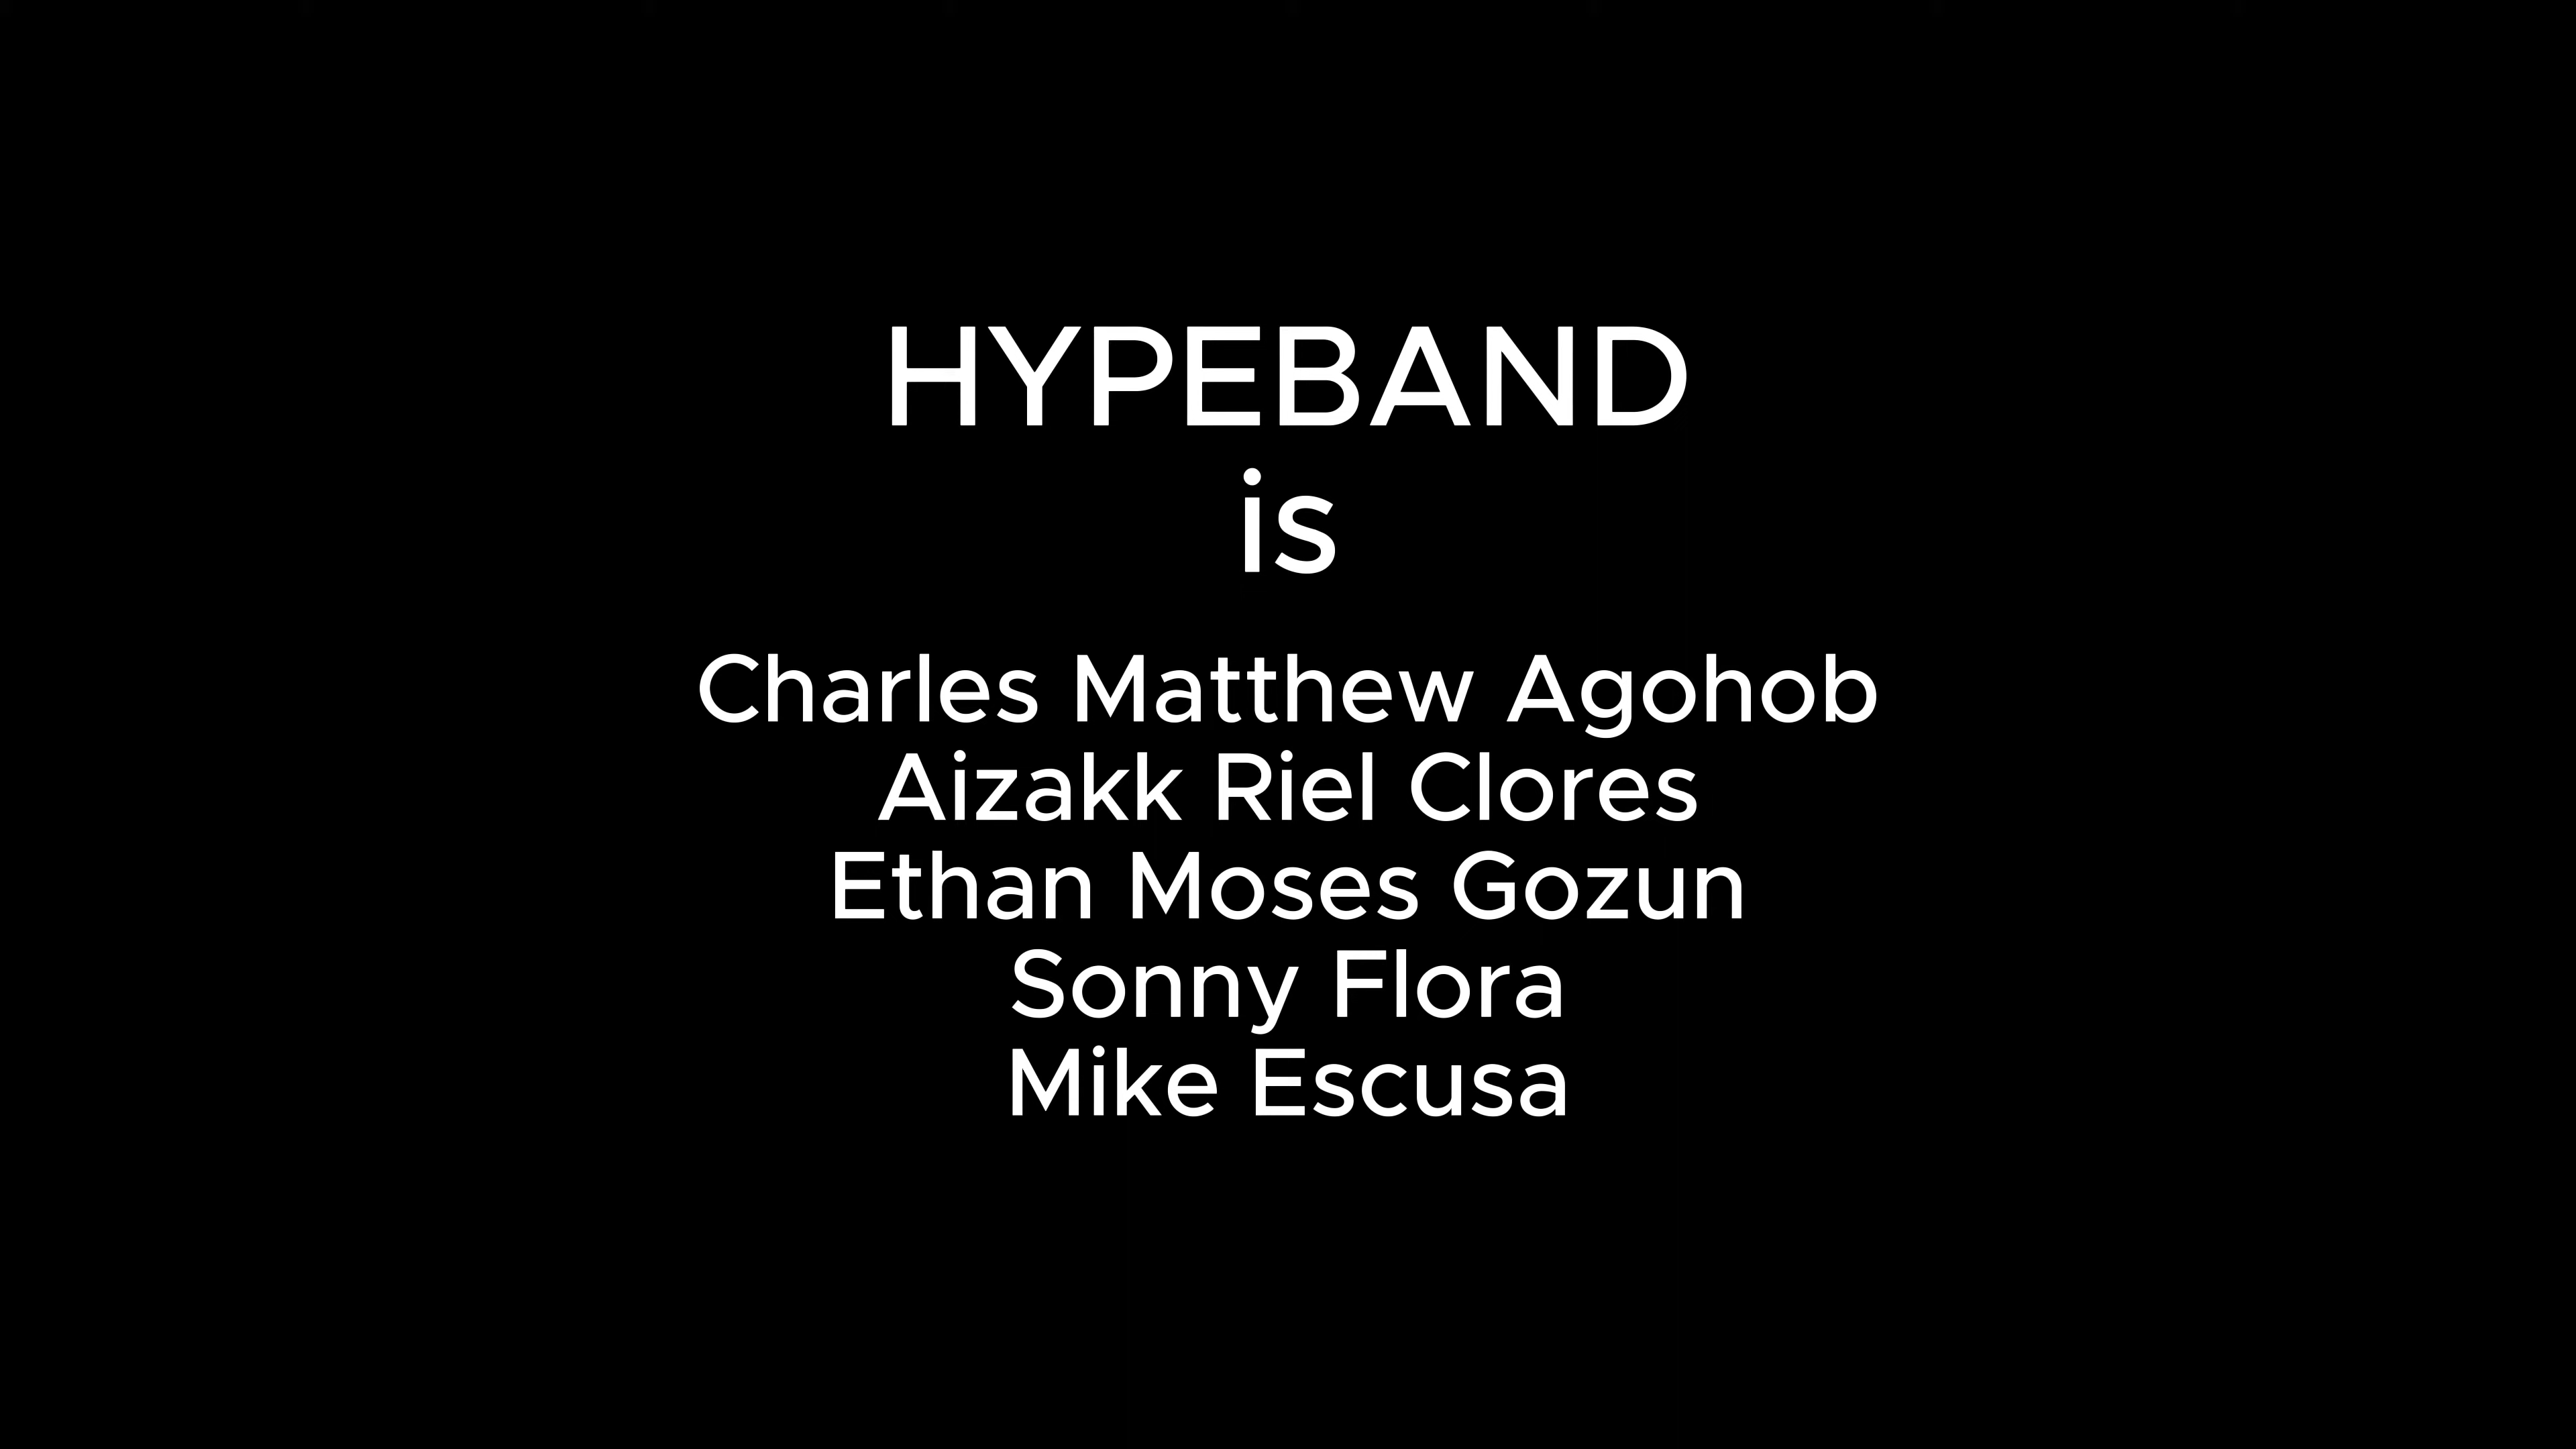 HYPEBAND
is
Charles Matthew Agohob
Aizakk Riel Clores
Ethan Moses Gozun
Sonny Flora
Mike Escusa